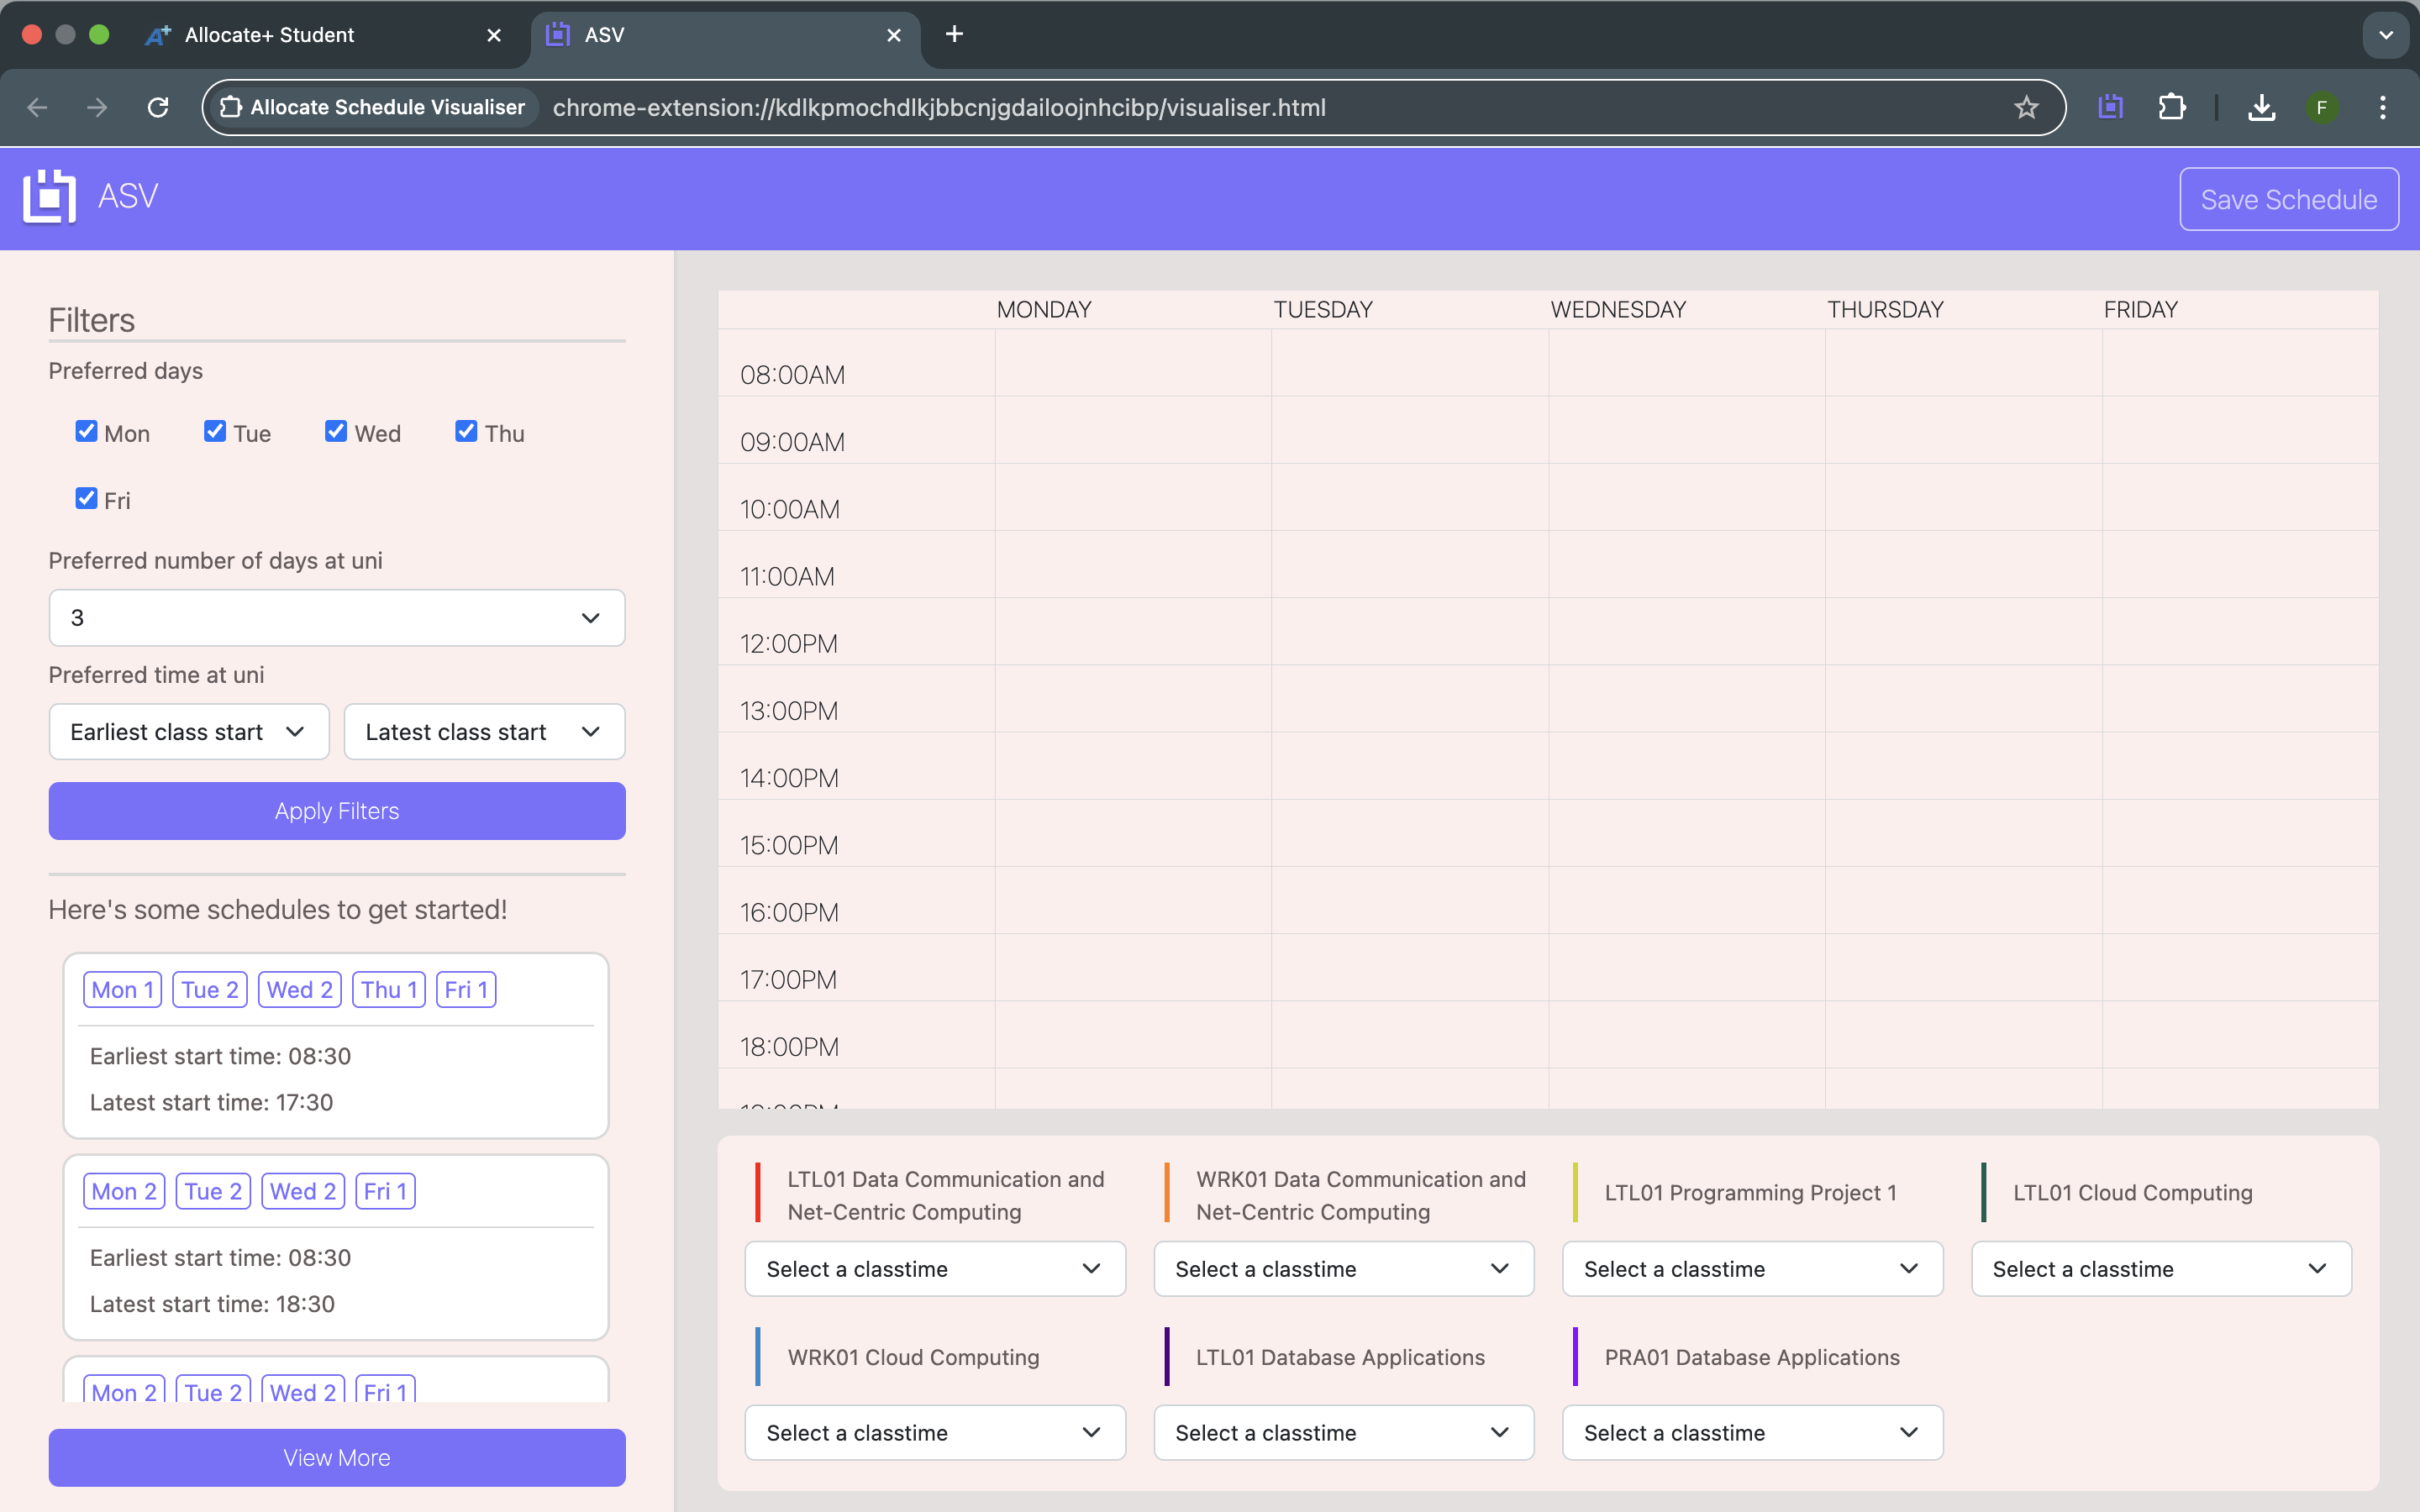 Allocate+ Student
ASV
Allocate Schedule Visualiser
chrome-extension://kdlkpmochdlkjbbcnjgdailoojnhcibp/visualiser.html
F
ASV
Save Schedule
Filters
Preferred days
Mon
Tue
Wed
Thu
Fri
Preferred number of days at uni
3
Preferred time at uni
Earliest class start
Latest class start
Apply Filters
Here's some schedules to get started!
Mon 1
Tue 2
Wed 2
Thu 1
Fri 1
Earliest start time: 08:30
Latest start time: 17:30
Mon 2
Tue 2
Wed 2
Fri 1
Earliest start time: 08:30
Latest start time: 18:30
Mon 2
Tue 2
Wed 2
Fri 1
View More
MONDAY
TUESDAY
WEDNESDAY
THURSDAY
FRIDAY
08:00AM
09:00AM
10:00AM
11:00AM
12:00PM
13:00PM
14:00PM
15:00PM
16:00PM
17:00PM
18:00PM
LTL01 Data Communication and
Net-Centric Computing
Select a classtime
WRK01 Data Communication and
Net-Centric Computing
Select a classtime
LTL01 Programming Project 1
Select a classtime
LTL01 Cloud Computing
Select a classtime
WRK01 Cloud Computing
Select a classtime
LTL01 Database Applications
Select a classtime
PRA01 Database Applications
Select a classtime